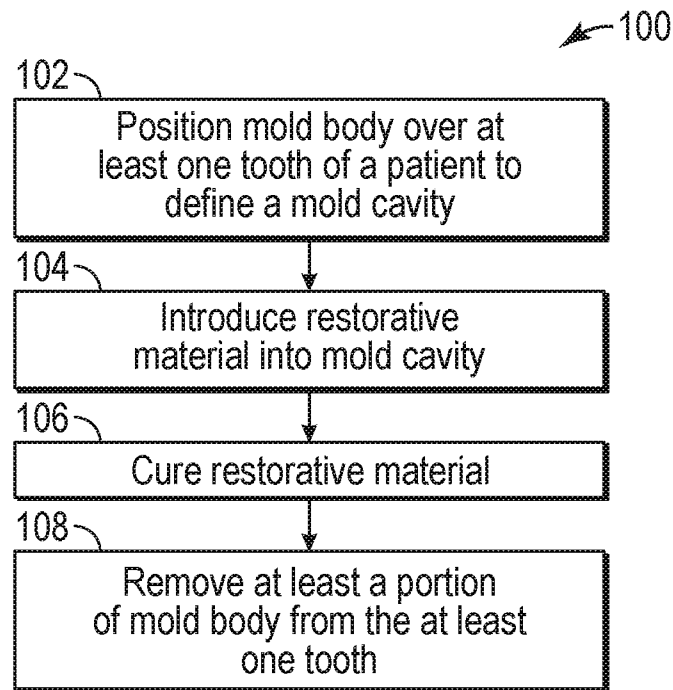 100
102
Position mold body over at
least one tooth of a patient to
define a mold cavity
104
Introduce restorative
material into mold cavity
106
Cure restorative material
108
Remove at least a portion
of mold body from the at least
one tooth